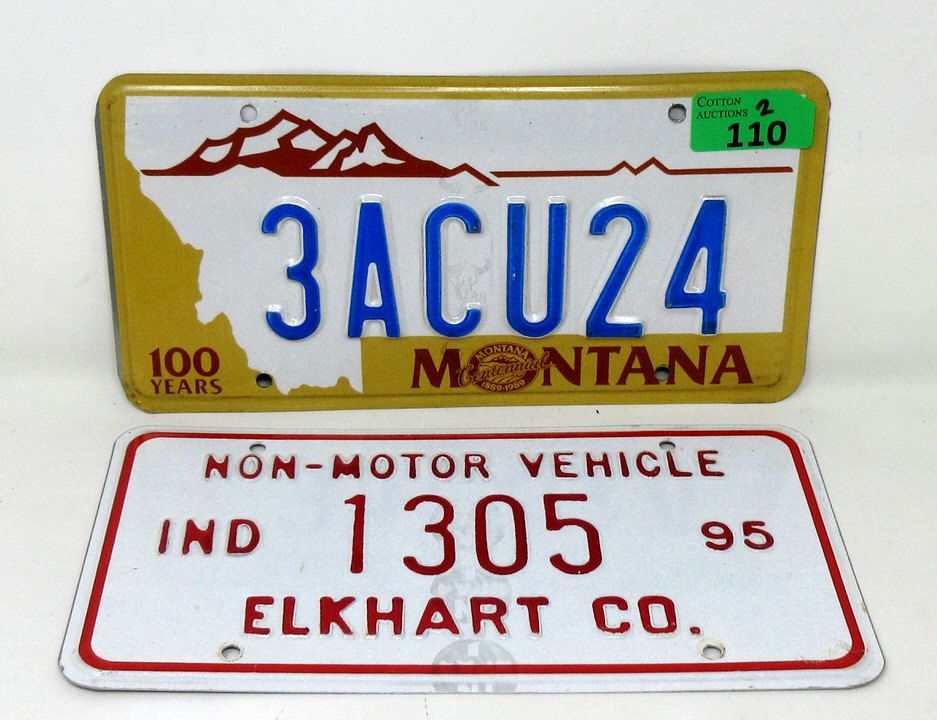 COTTON
AUCTIONS 2
110
3ACU24
100
YEARS
MONTANA
MONTANA
Centennial
1889-1989
NON-MOTOR VEHICLE
IND 1305 95
ELKHART CO.